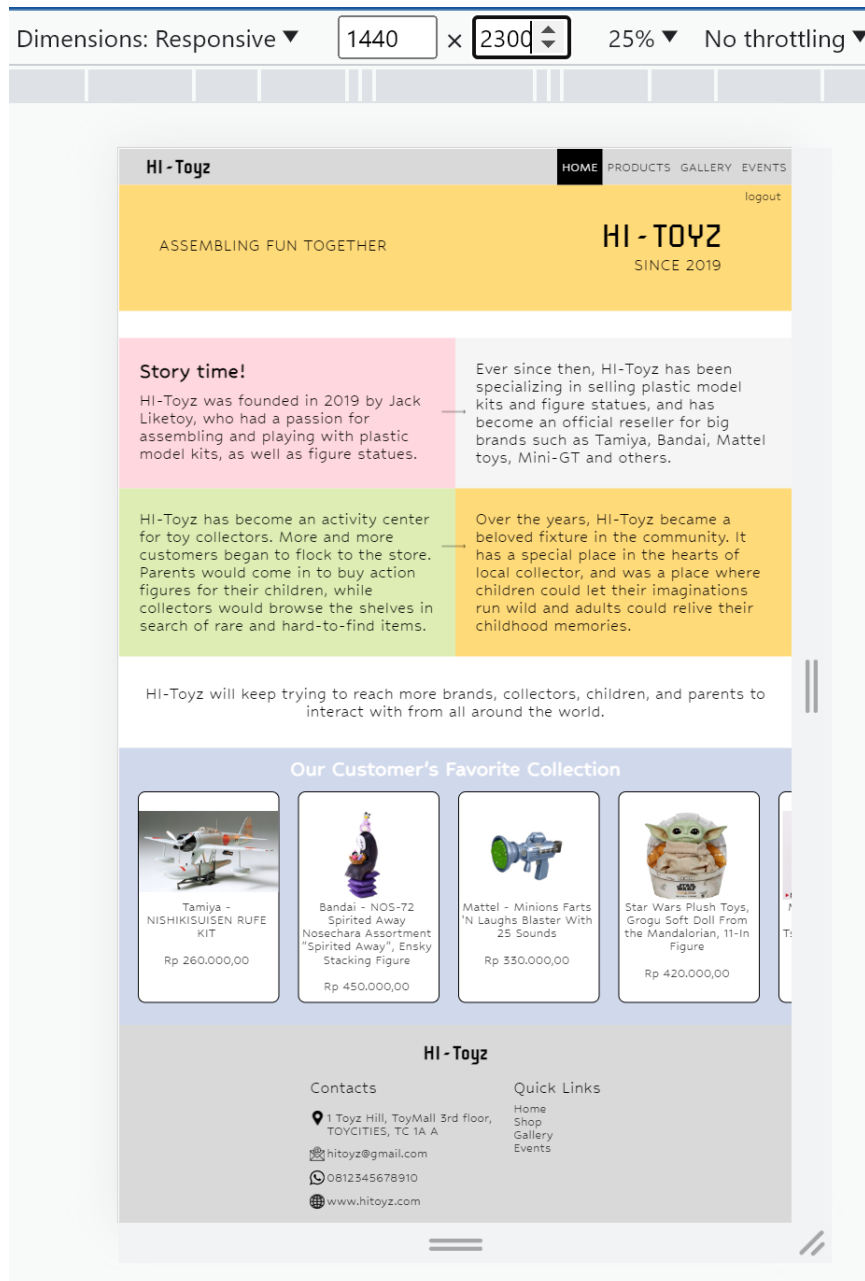 Dimensions: Responsive ▼ 1440 × 2300 25% ▼ No throttling ▼
HI-Toyz
HOME PRODUCTS GALLERY EVENTS
logout
ASSEMBLING FUN TOGETHER
HI-TOYZ
SINCE 2019
Story time!
HI-Toyz was founded in 2019 by Jack
Liketoy, who had a passion for
assembling and playing with plastic
model kits, as well as figure statues.
Ever since then, HI-Toyz has been
specializing in selling plastic model
kits and figure statues, and has
become an official reseller for big
brands such as Tamiya, Bandai, Mattel
toys, Mini-GT and others.
HI-Toyz has become an activity center
for toy collectors. More and more
customers began to flock to the store.
Parents would come in to buy action
figures for their children, while
collectors would browse the shelves in
search of rare and hard-to-find items.
Over the years, HI-Toyz became a
beloved fixture in the community. It
has a special place in the hearts of
local collector, and was a place where
children could let their imaginations
run wild and adults could relive their
childhood memories.
HI-Toyz will keep trying to reach more brands, collectors, children, and parents to
interact with from all around the world.
Our Customer's Favorite Collection
Tamiya -
NISHIKISUISEN RUFE
KIT
Rp 260.000,00
Bandai - NOS-72
Spirited Away
Nosechara Assortment
"Spirited Away", Ensky
Stacking Figure
Rp 450.000,00
Mattel - Minions Farts
'N Laughs Blaster With
25 Sounds
Rp 330.000,00
Star Wars Plush Toys,
Grogu Soft Doll From
the Mandalorian, 11-In
Figure
Rp 420.000,00
HI-Toyz
Contacts
1 Toyz Hill, ToyMall 3rd floor,
TOYCITIES, TC 1A A
hitoyz@gmail.com
0812345678910
www.hitoyz.com
Quick Links
Home
Shop
Gallery
Events